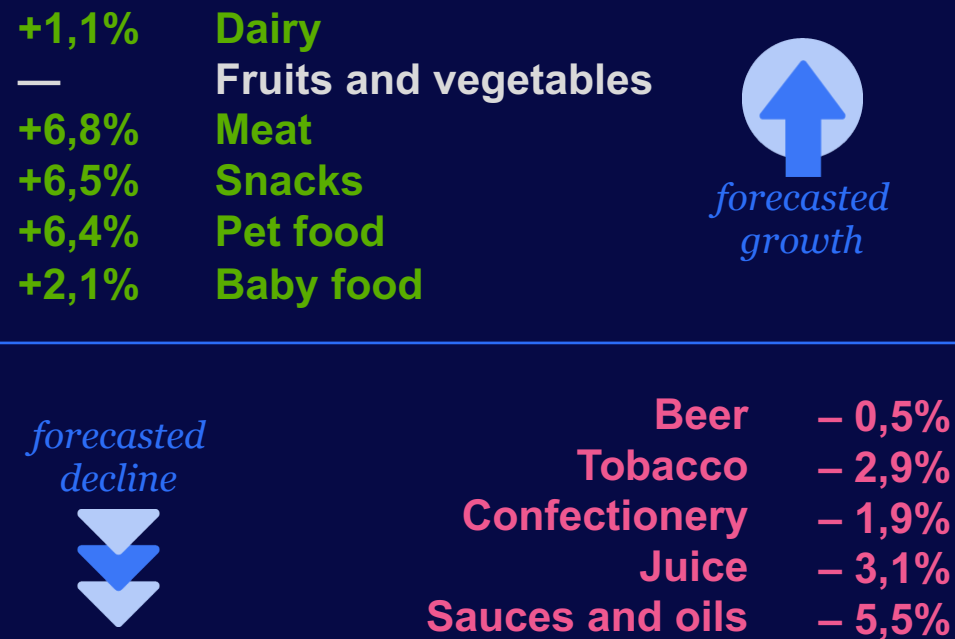 +1,1% Dairy
— Fruits and vegetables
+6,8% Meat
+6,5% Snacks
+6,4% Pet food
+2,1% Baby food
forecasted
growth
forecasted
decline
Beer – 0,5%
Tobacco – 2,9%
Confectionery – 1,9%
Juice – 3,1%
Sauces and oils – 5,5%